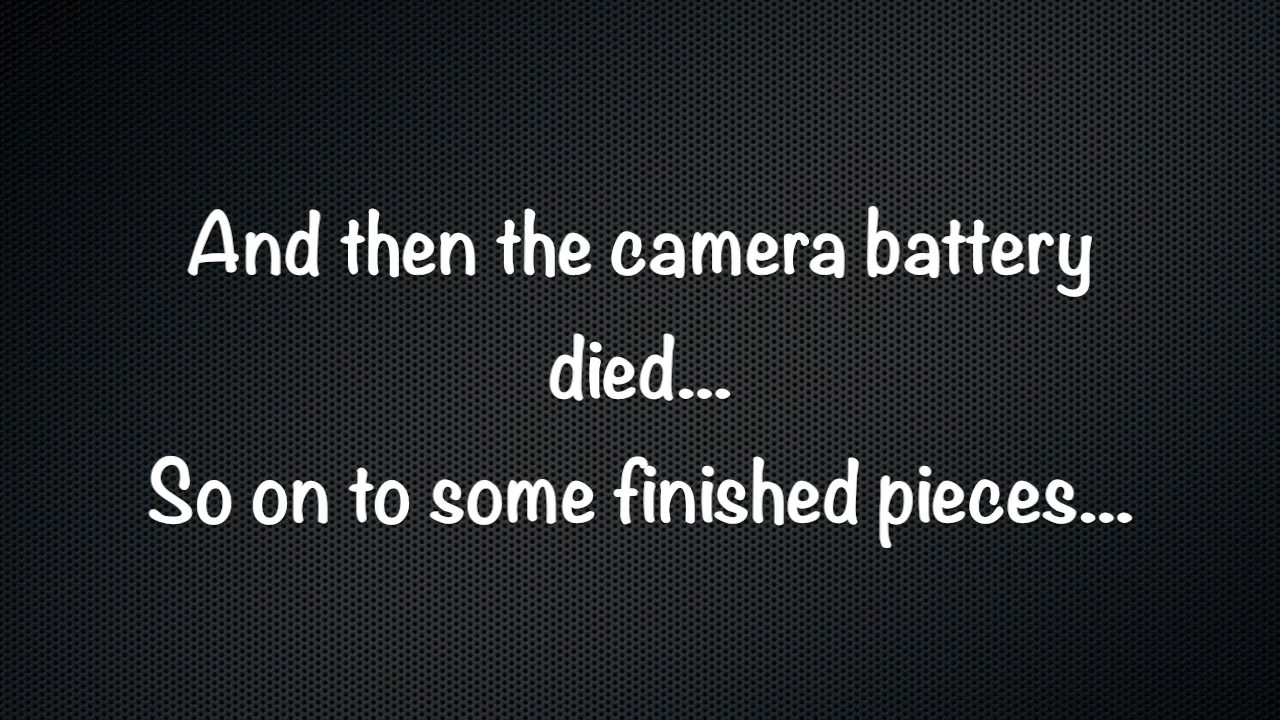 And then the camera battery
died...
So on to some finished pieces...